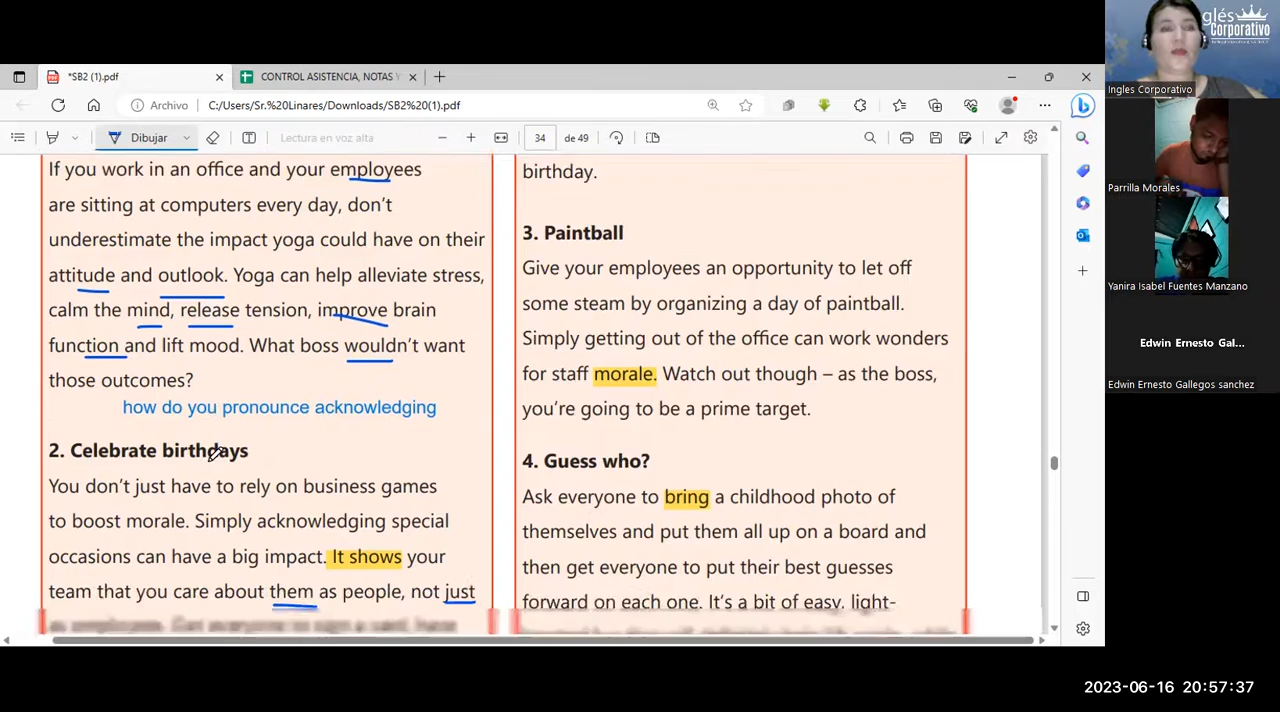 *SB2 (1).pdf
CONTROL ASISTENCIA, NOTAS Y
Archivo
C:/Users/Sr.%20Linares/Downloads/SB2%20(1).pdf
Dibujar
Lectura en voz alta
34
de 49
If you work in an office and your employees
are sitting at computers every day, don't
underestimate the impact yoga could have on their
attitude and outlook. Yoga can help alleviate stress,
calm the mind, release tension, improve brain
function and lift mood. What boss wouldn't want
those outcomes?
how do you pronounce acknowledging
2. Celebrate birthdays
You don't just have to rely on business games
to boost morale. Simply acknowledging special
occasions can have a big impact. It shows your
team that you care about them as people, not just
birthday.
3. Paintball
Give your employees an opportunity to let off
some steam by organizing a day of paintball.
Simply getting out of the office can work wonders
for staff morale. Watch out though – as the boss,
you're going to be a prime target.
4. Guess who?
Ask everyone to bring a childhood photo of
themselves and put them all up on a board and
then get everyone to put their best guesses
forward on each one. It's a bit of easy, light-
glés
Corporativo
Ingles Corporativo
Parrilla Morales
Yanira Isabel Fuentes Manzano
Edwin Ernesto Gal...
Edwin Ernesto Gallegos sanchez
2023-06-16 20:57:37